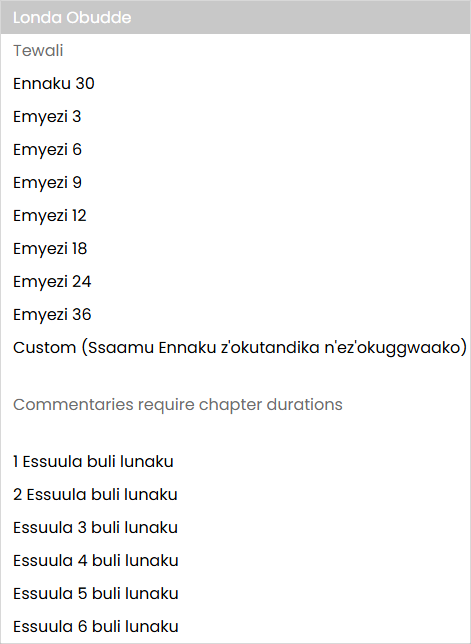 Londa Obudde
Tewali
Ennaku 30
Emyezi 3
Emyezi 6
Emyezi 9
Emyezi 12
Emyezi 18
Emyezi 24
Emyezi 36
Custom (Ssaamu Ennaku z'okutandika n'ez'okuggwaako)
Commentaries require chapter durations
1 Essuula buli lunaku
2 Essuula buli lunaku
Essuula 3 buli lunaku
Essuula 4 buli lunaku
Essuula 5 buli lunaku
Essuula 6 buli lunaku